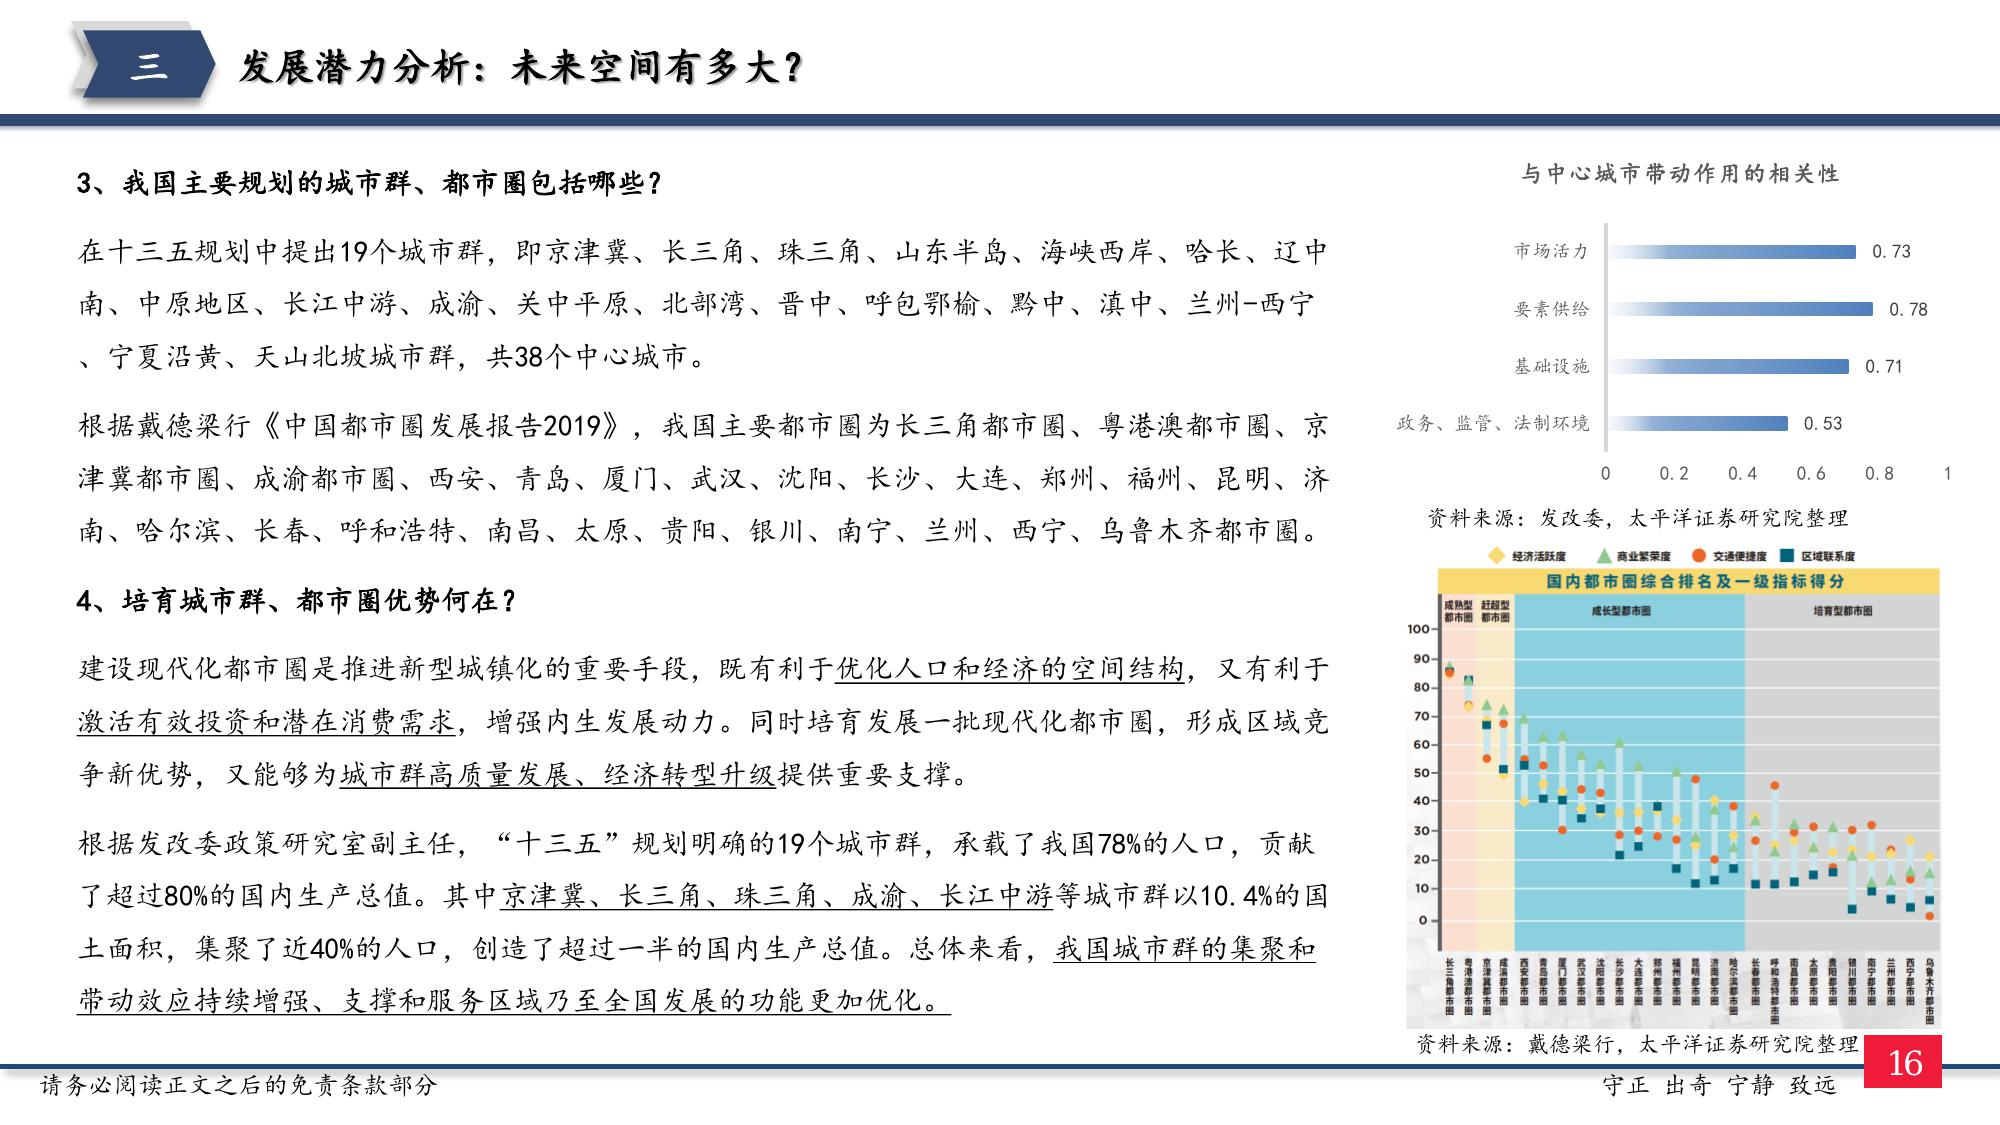 三
发展潜力分析：未来空间有多大？
3、我国主要规划的城市群、都市圈包括哪些？
在十三五规划中提出19个城市群，即京津冀、长三角、珠三角、山东半岛、海峡西岸、哈长、辽中
南、中原地区、长江中游、成渝、关中平原、北部湾、晋中、呼包鄂榆、黔中、滇中、兰州-西宁
、宁夏沿黄、天山北坡城市群，共38个中心城市。
根据戴德梁行《中国都市圈发展报告2019》，我国主要都市圈为长三角都市圈、粤港澳都市圈、京
津冀都市圈、成渝都市圈、西安、青岛、厦门、武汉、沈阳、长沙、大连、郑州、福州、昆明、济
南、哈尔滨、长春、呼和浩特、南昌、太原、贵阳、银川、南宁、兰州、西宁、乌鲁木齐都市圈。
4、培育城市群、都市圈优势何在？
建设现代化都市圈是推进新型城镇化的重要手段，既有利于优化人口和经济的空间结构，又有利于
激活有效投资和潜在消费需求，增强内生发展动力。同时培育发展一批现代化都市圈，形成区域竞
争新优势，又能够为城市群高质量发展、经济转型升级提供重要支撑。
根据发改委政策研究室副主任，“十三五”规划明确的19个城市群，承载了我国78%的人口，贡献
了超过80%的国内生产总值。其中京津冀、长三角、珠三角、成渝、长江中游等城市群以10.4%的国
土面积，集聚了近40%的人口，创造了超过一半的国内生产总值。总体来看，我国城市群的集聚和
带动效应持续增强、支撑和服务区域乃至全国发展的功能更加优化。
与中心城市带动作用的相关性
市场活力 0.73
要素供给 0.78
基础设施 0.71
政务、监管、法制环境 0.53
0 0.2 0.4 0.6 0.8 1
资料来源：发改委，太平洋证券研究院整理
经济活跃度 商业繁荣度 交通便捷度 区域联系度
国内都市圈综合排名及一级指标得分
成熟型都市圈
赶超型都市圈
成长型都市圈
培育型都市圈
100
90
80
70
60
50
40
30
20
10
0
长三角都市圈
粤港澳都市圈
京津冀都市圈
成渝都市圈
西安都市圈
青岛都市圈
厦门都市圈
武汉都市圈
沈阳都市圈
长沙都市圈
大连都市圈
郑州都市圈
福州都市圈
昆明都市圈
济南都市圈
哈尔滨都市圈
长春都市圈
呼和浩特都市圈
南昌都市圈
太原都市圈
贵阳都市圈
银川都市圈
南宁都市圈
兰州都市圈
西宁都市圈
乌鲁木齐都市圈
资料来源：戴德梁行，太平洋证券研究院整理
16
请务必阅读正文之后的免责条款部分
守正 出奇 宁静 致远